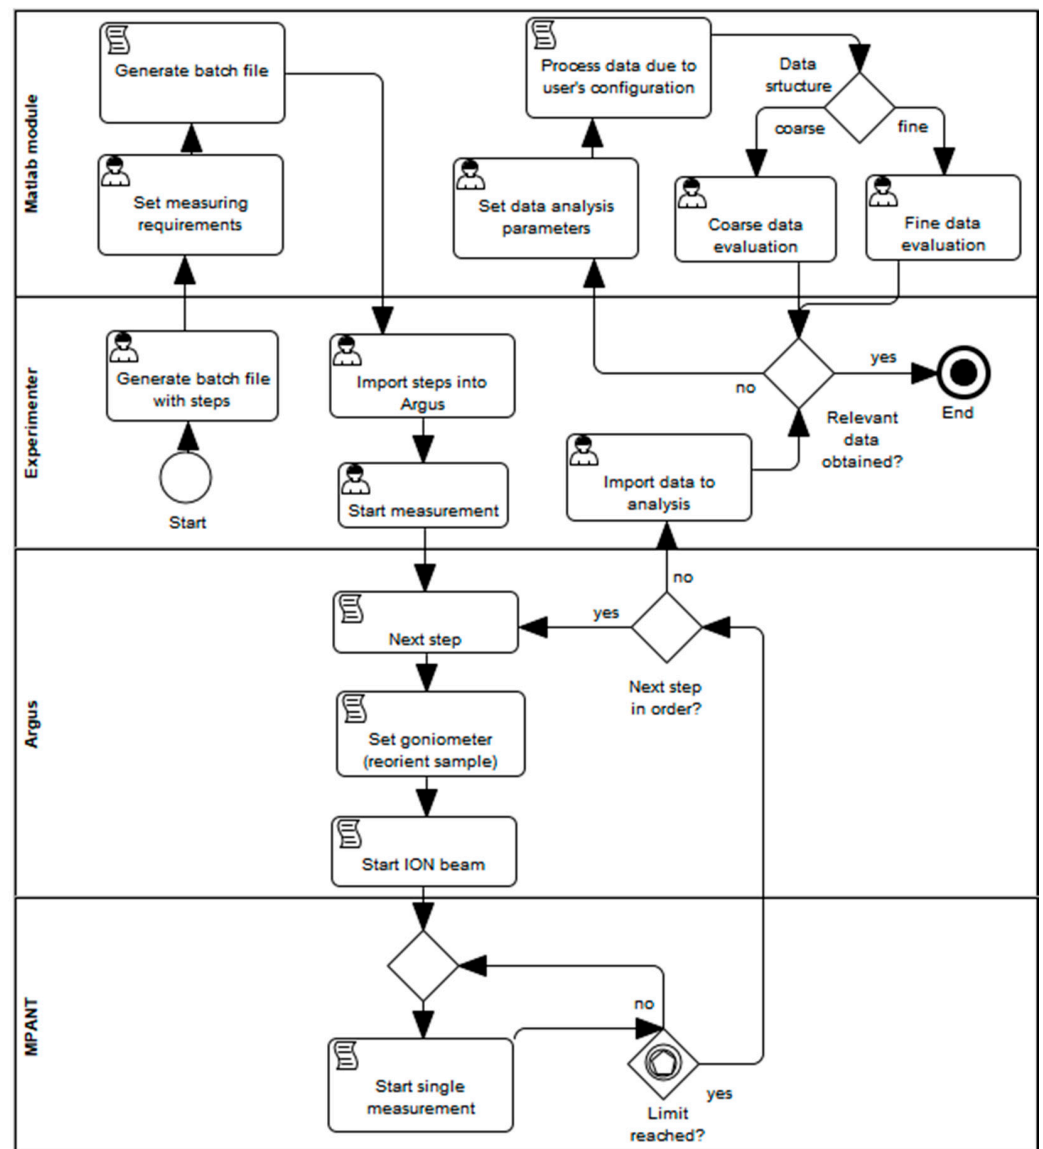 Matlab module
Generate batch file
Set measuring
requirements
Process data due to
user's configuration
Data
srtucture
coarse
fine
Set data analysis
parameters
Coarse data
evaluation
Fine data
evaluation
Experimenter
Generate batch file
with steps
Start
Import steps into
Argus
Start measurement
Import data to
analysis
no
yes
Relevant
data
obtained?
End
Argus
Next step
yes
no
Next step
in order?
Set goniometer
(reorient sample)
Start ION beam
MPANT
Start single
measurement
no
yes
Limit
reached?